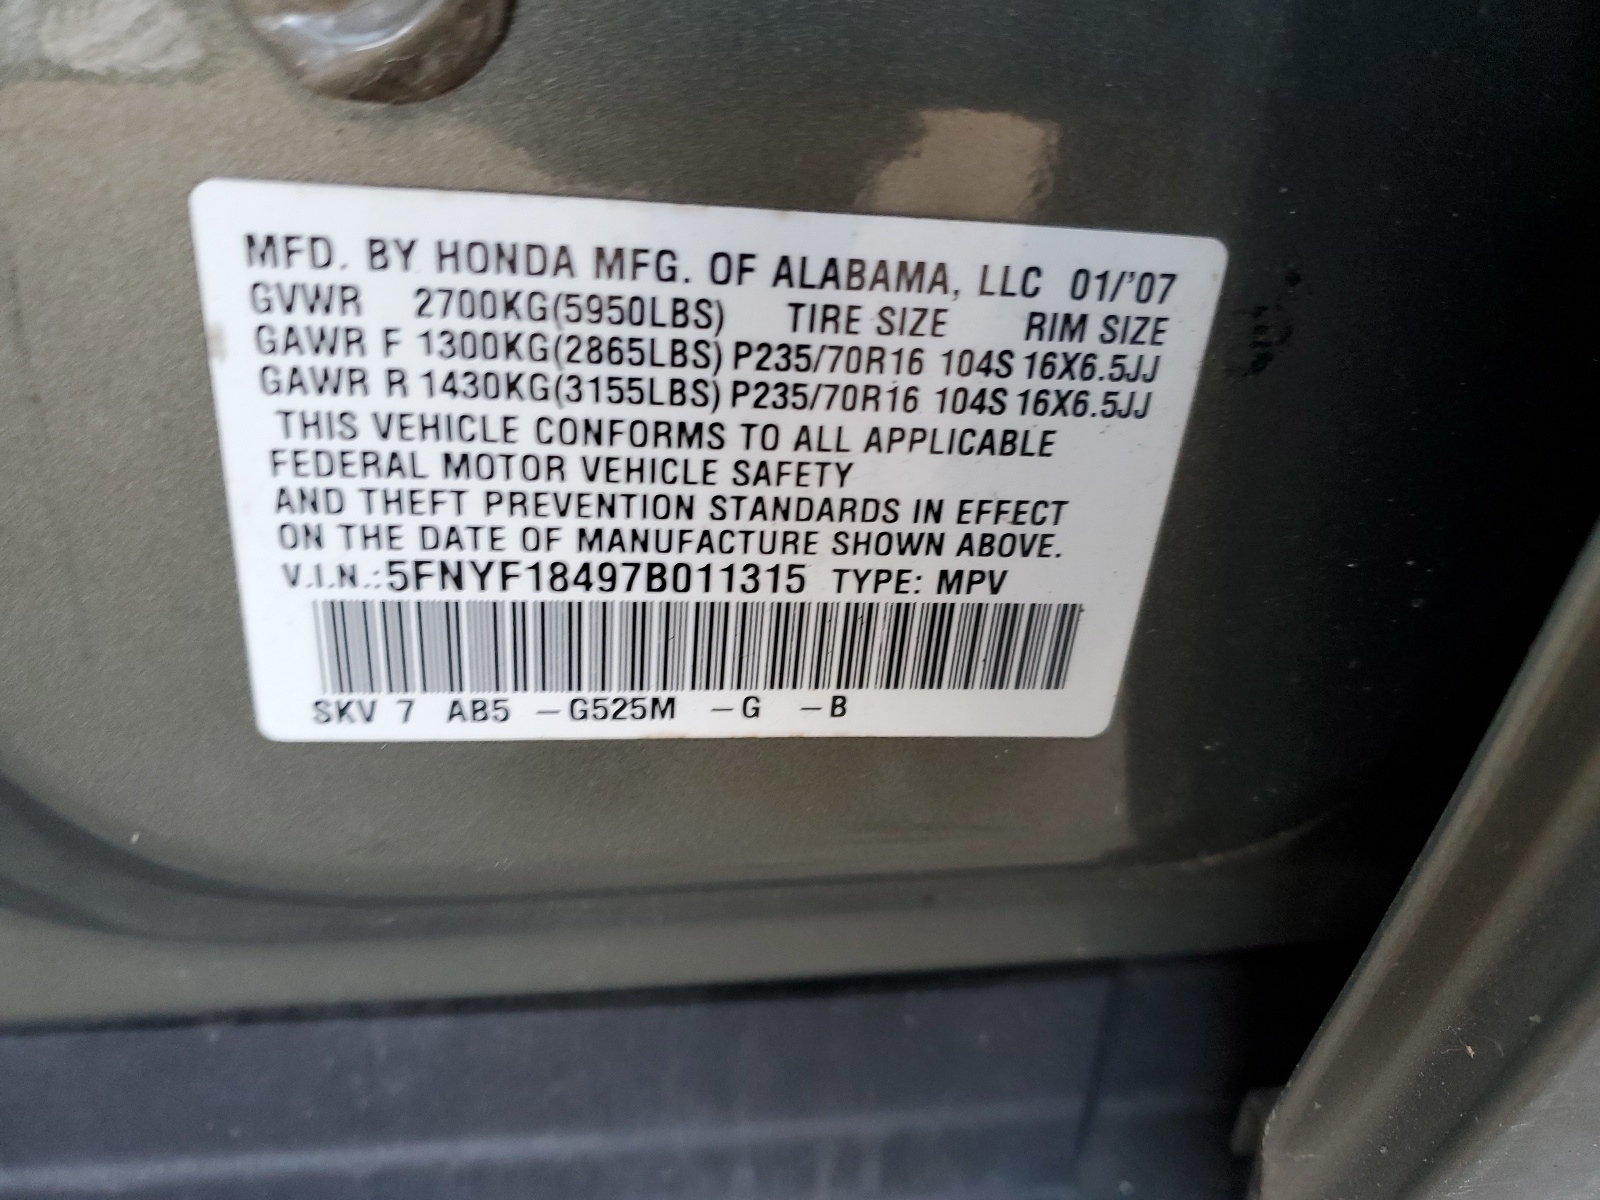 MFD. BY HONDA MFG. OF ALABAMA, LLC 01/'07
GVWR 2700KG(5950LBS) TIRE SIZE RIM SIZE
GAWR F 1300KG(2865LBS) P235/70R16 104S 16X6.5JJ
GAWR R 1430KG(3155LBS) P235/70R16 104S 16X6.5JJ
THIS VEHICLE CONFORMS TO ALL APPLICABLE
FEDERAL MOTOR VEHICLE SAFETY
AND THEFT PREVENTION STANDARDS IN EFFECT
ON THE DATE OF MANUFACTURE SHOWN ABOVE.
V.I.N.:5FNYF18497B011315 TYPE: MPV
SKV 7 AB5 -G525M -G -B